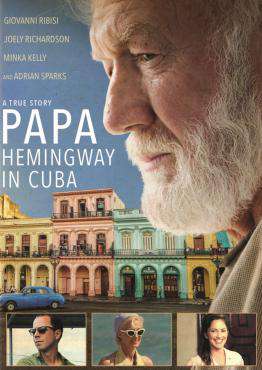 GIOVANNI RIBISI
JOELY RICHARDSON
MINKA KELLY
AND ADRIAN SPARKS
A TRUE STORY
PAPA
HEMINGWAY
IN CUBA